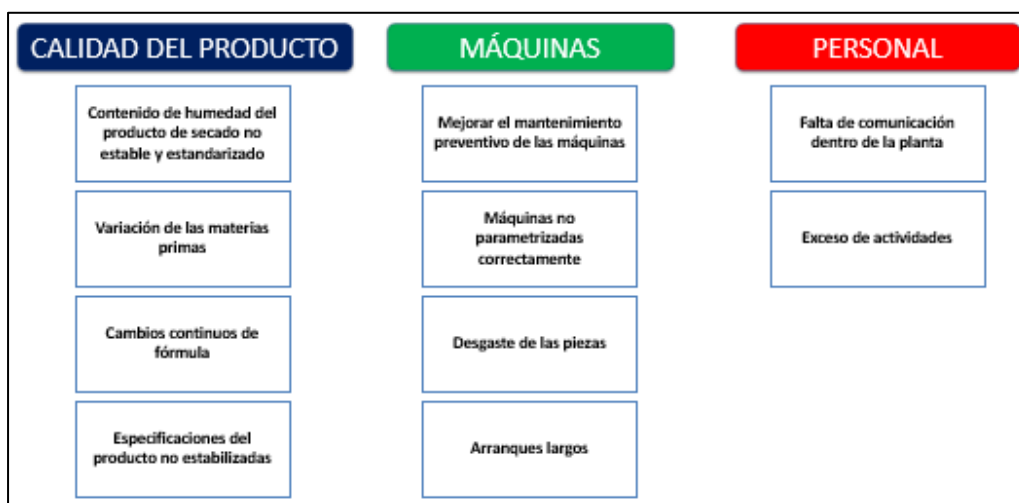 CALIDAD DEL PRODUCTO
Contenido de humedad del
producto de secado no
estable y estandarizado
Variación de las materias
primas
Cambios continuos de
fórmula
Especificaciones del
producto no estabilizadas
MÁQUINAS
Mejorar el mantenimiento
preventivo de las máquinas
Máquinas no
parametrizadas
correctamente
Desgaste de las piezas
Arranques largos
PERSONAL
Falta de comunicación
dentro de la planta
Exceso de actividades